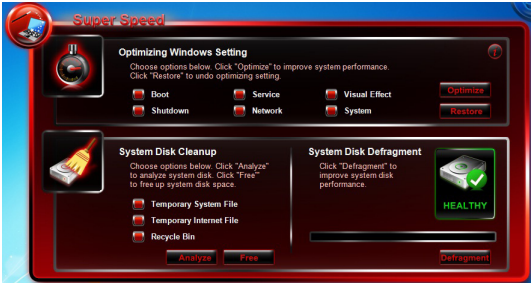 Super Speed
Optimizing Windows Setting
Choose options below. Click "Optimize" to improve system performance.
Click "Restore" to undo optimizing setting.
Boot
Service
Visual Effect
Optimize
Shutdown
Network
System
Restore
System Disk Cleanup
Choose options below. Click "Analyze"
to analyze system disk. Click "Free"
to free up system disk space.
Temporary System File
Temporary Internet File
Recycle Bin
Analyze
Free
System Disk Defragment
Click "Defragment" to
improve system disk
performance.
HEALTHY
Defragment